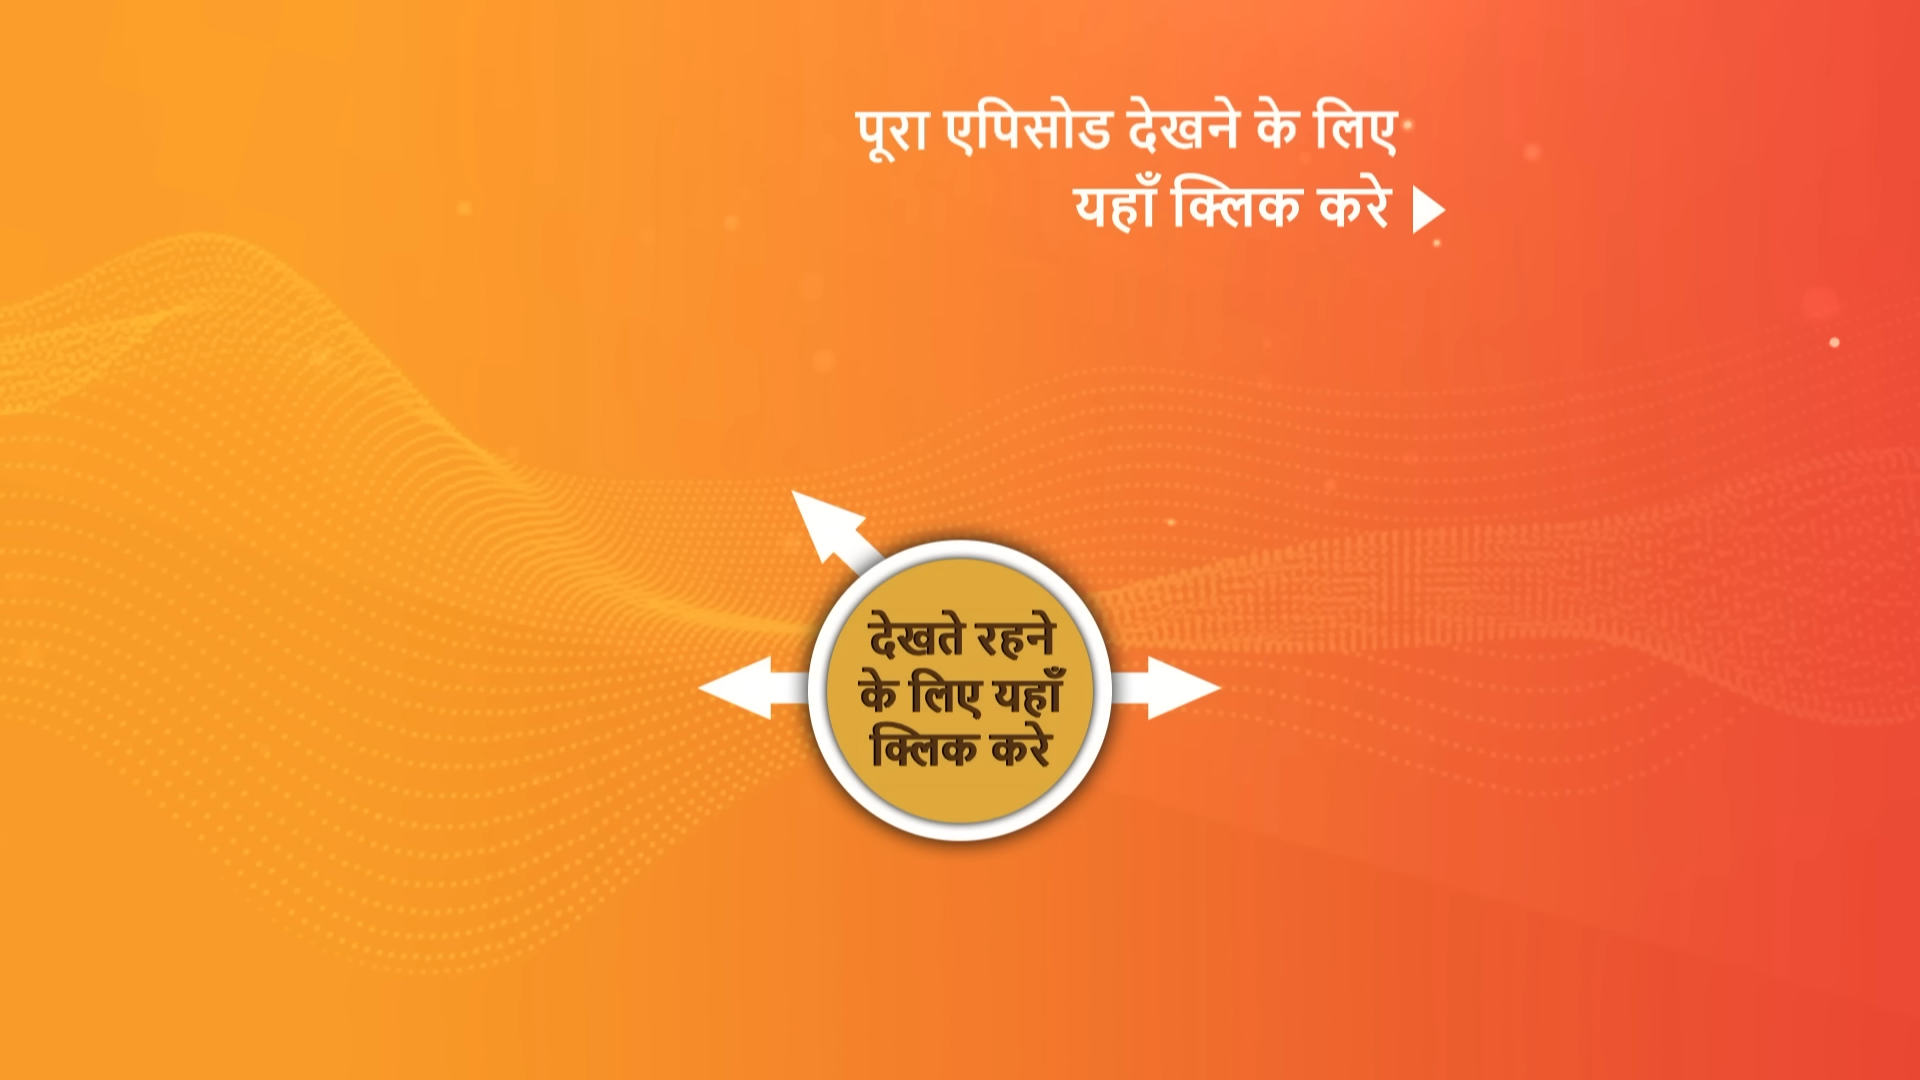 पूरा एपिसोड देखने के लिए
यहाँ क्लिक करे
देखते रहने
के लिए यहाँ
क्लिक करे